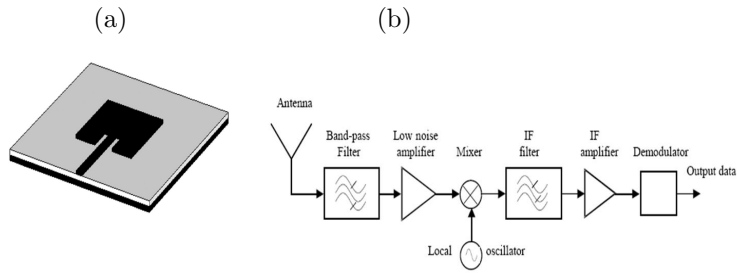 (a)
(b)
Antenna
Band-pass
Filter
Low noise
amplifier
Mixer
IF
filter
IF
amplifier
Demodulator
Output data
Local
oscillator